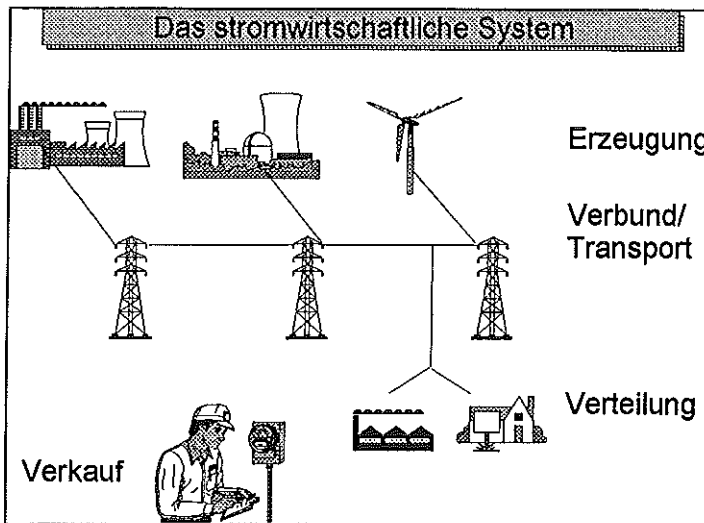 Das stromwirtschaftliche System
Erzeugung
Verbund/
Transport
Verteilung
Verkauf